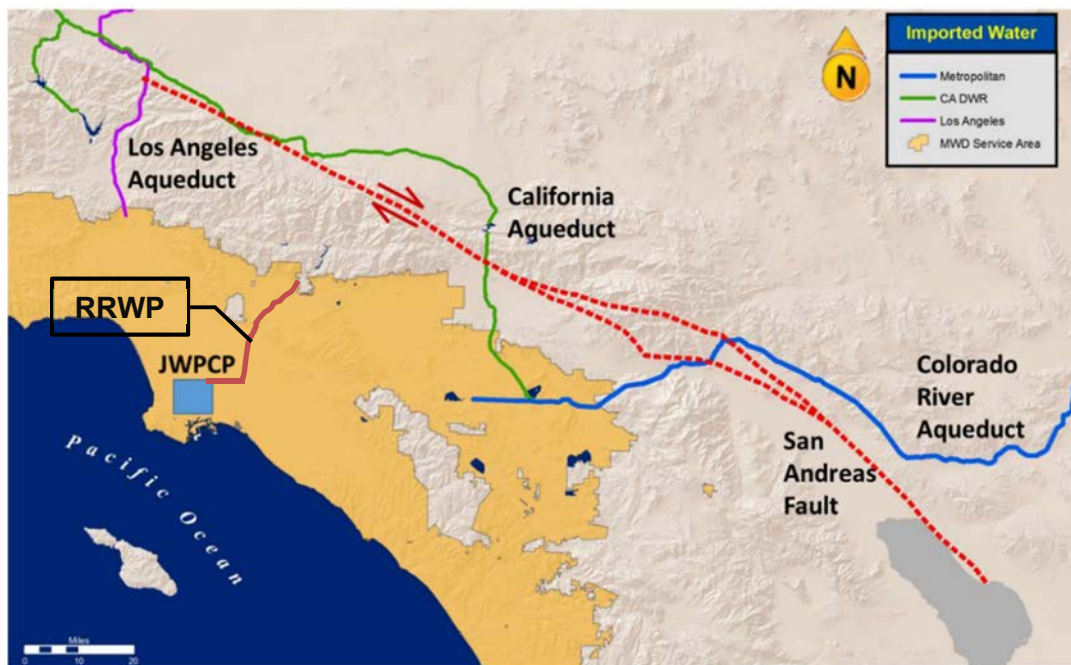 Imported Water
Metropolitan
CA DWR
Los Angeles
MWD Service Area
N
Los Angeles
Aqueduct
California
Aqueduct
RRWP
JWPCP
Colorado
River
Aqueduct
San
Andreas
Fault
Pacific Ocean
Miles
0 10 20